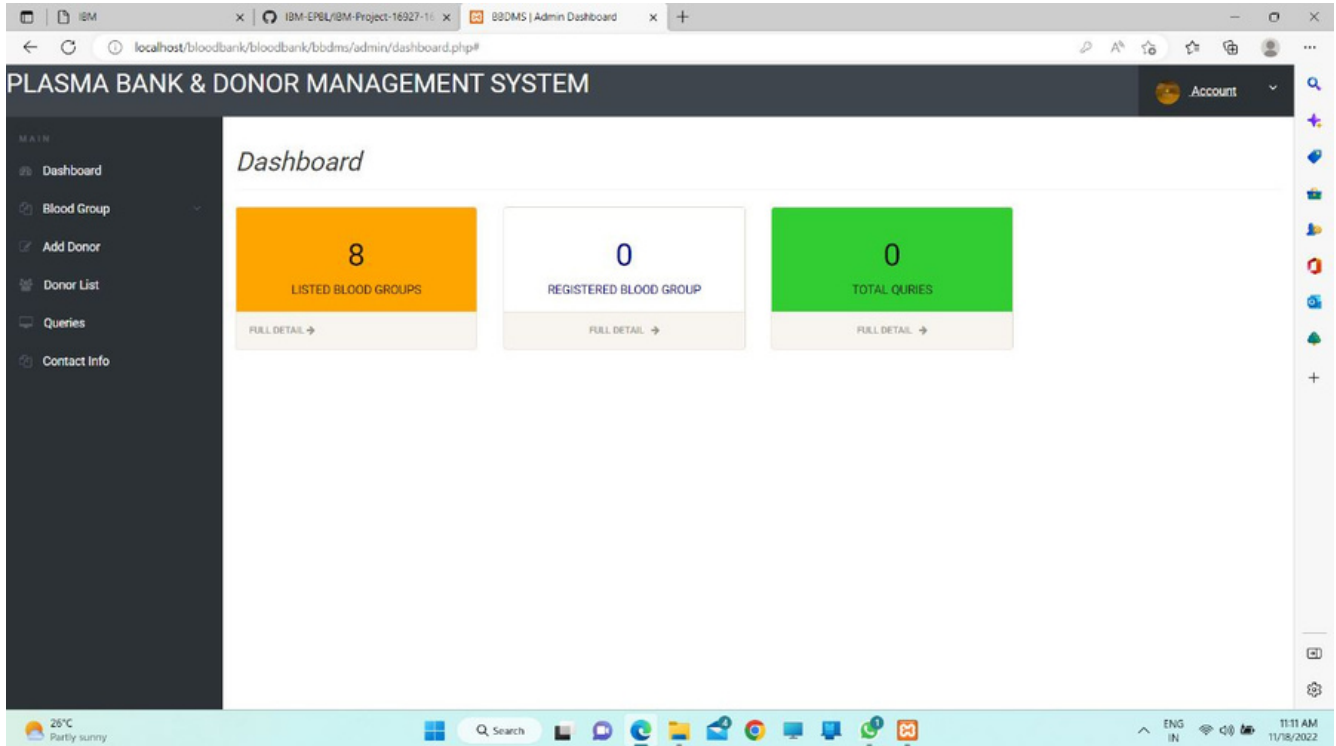 IBM
IBM-EPBL/IBM-Project-16927-16
BBDMS | Admin Dashboard
localhost/bloodbank/bloodbank/bbdms/admin/dashboard.php#
PLASMA BANK & DONOR MANAGEMENT SYSTEM
Account
MAIN
Dashboard
Blood Group
Add Donor
Donor List
Queries
Contact Info
Dashboard
8
LISTED BLOOD GROUPS
FULL DETAIL
0
REGISTERED BLOOD GROUP
FULL DETAIL
0
TOTAL QURIES
FULL DETAIL
26°C
Partly sunny
Search
ENG
IN
11:11 AM
11/18/2022